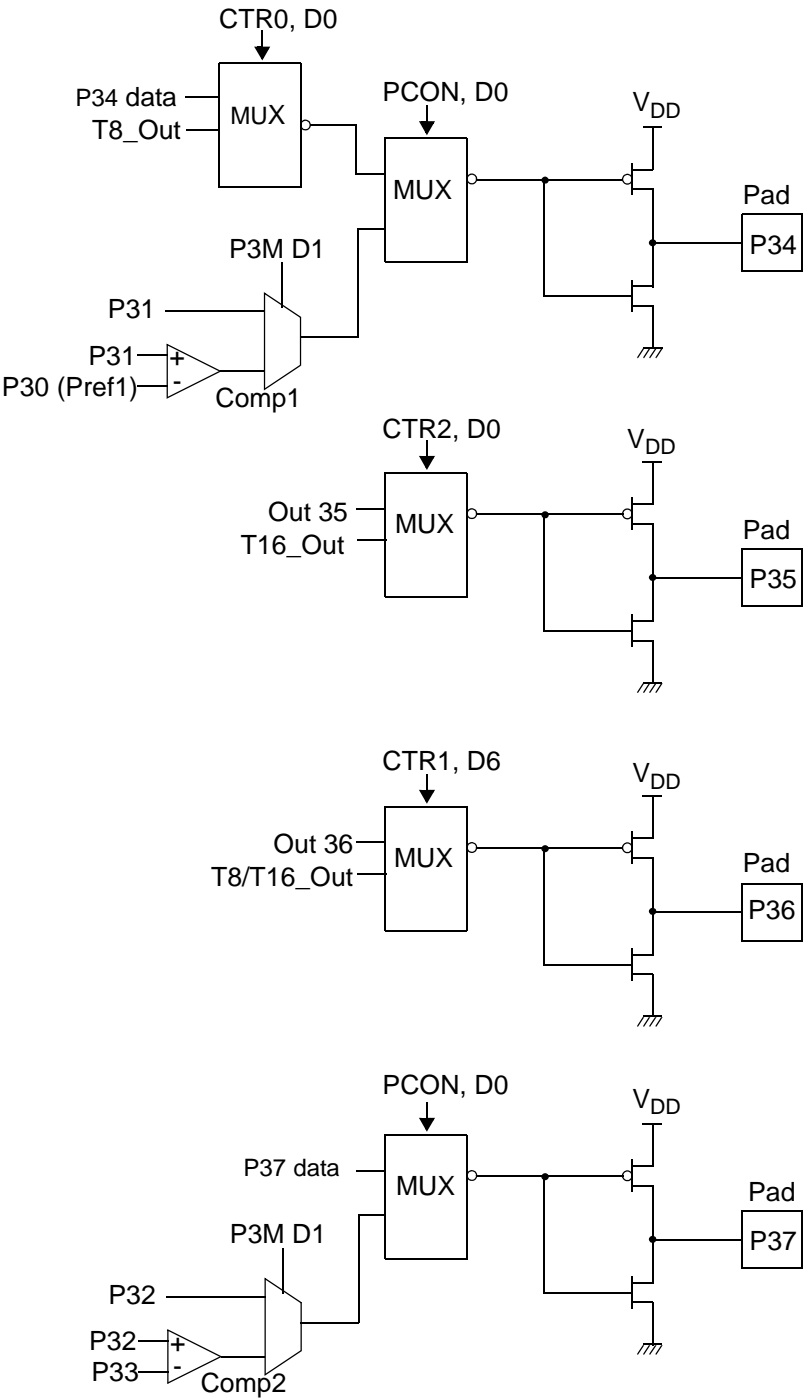 CTR0, D0
P34 data
T8_Out
MUX
PCON, D0
MUX
VDD
Pad
P34
P3M D1
P31
P31
+
P30 (Pref1)
-
Comp1
CTR2, D0
Out 35
T16_Out
MUX
VDD
Pad
P35
CTR1, D6
Out 36
T8/T16_Out
MUX
VDD
Pad
P36
PCON, D0
P37 data
MUX
VDD
Pad
P37
P3M D1
P32
P32
+
P33
-
Comp2